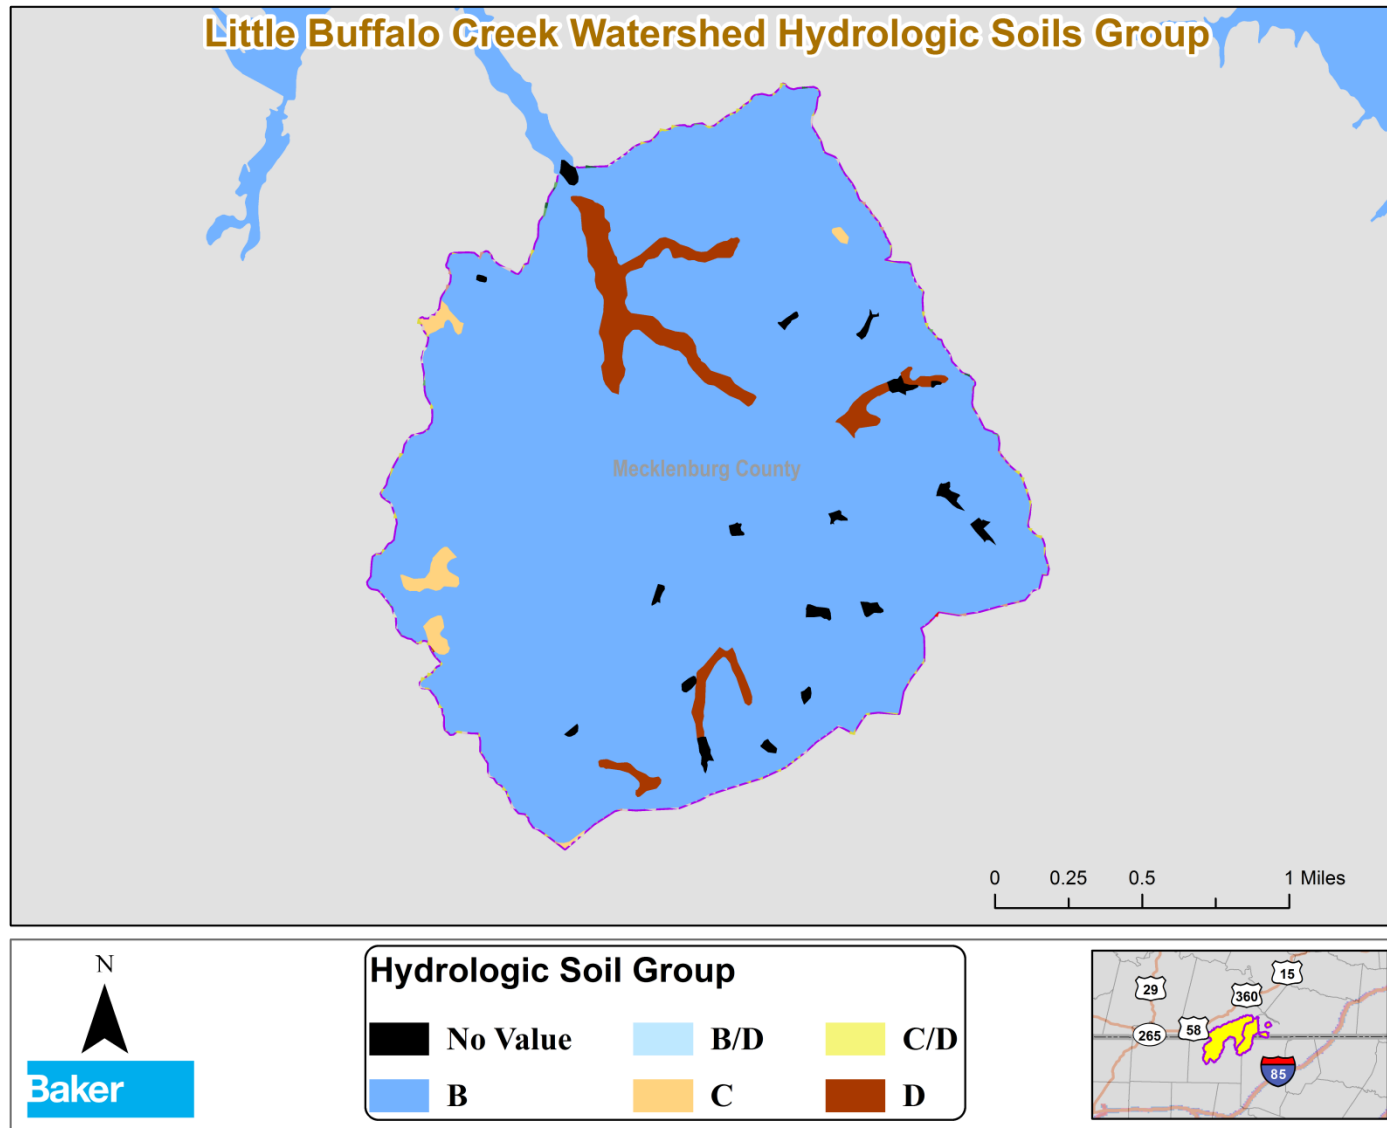 Little Buffalo Creek Watershed Hydrologic Soils Group
Mecklenburg County
0 0.25 0.5 1 Miles
N
Baker
Hydrologic Soil Group
No Value B/D C/D
B C D
15
29
360
58
265
85